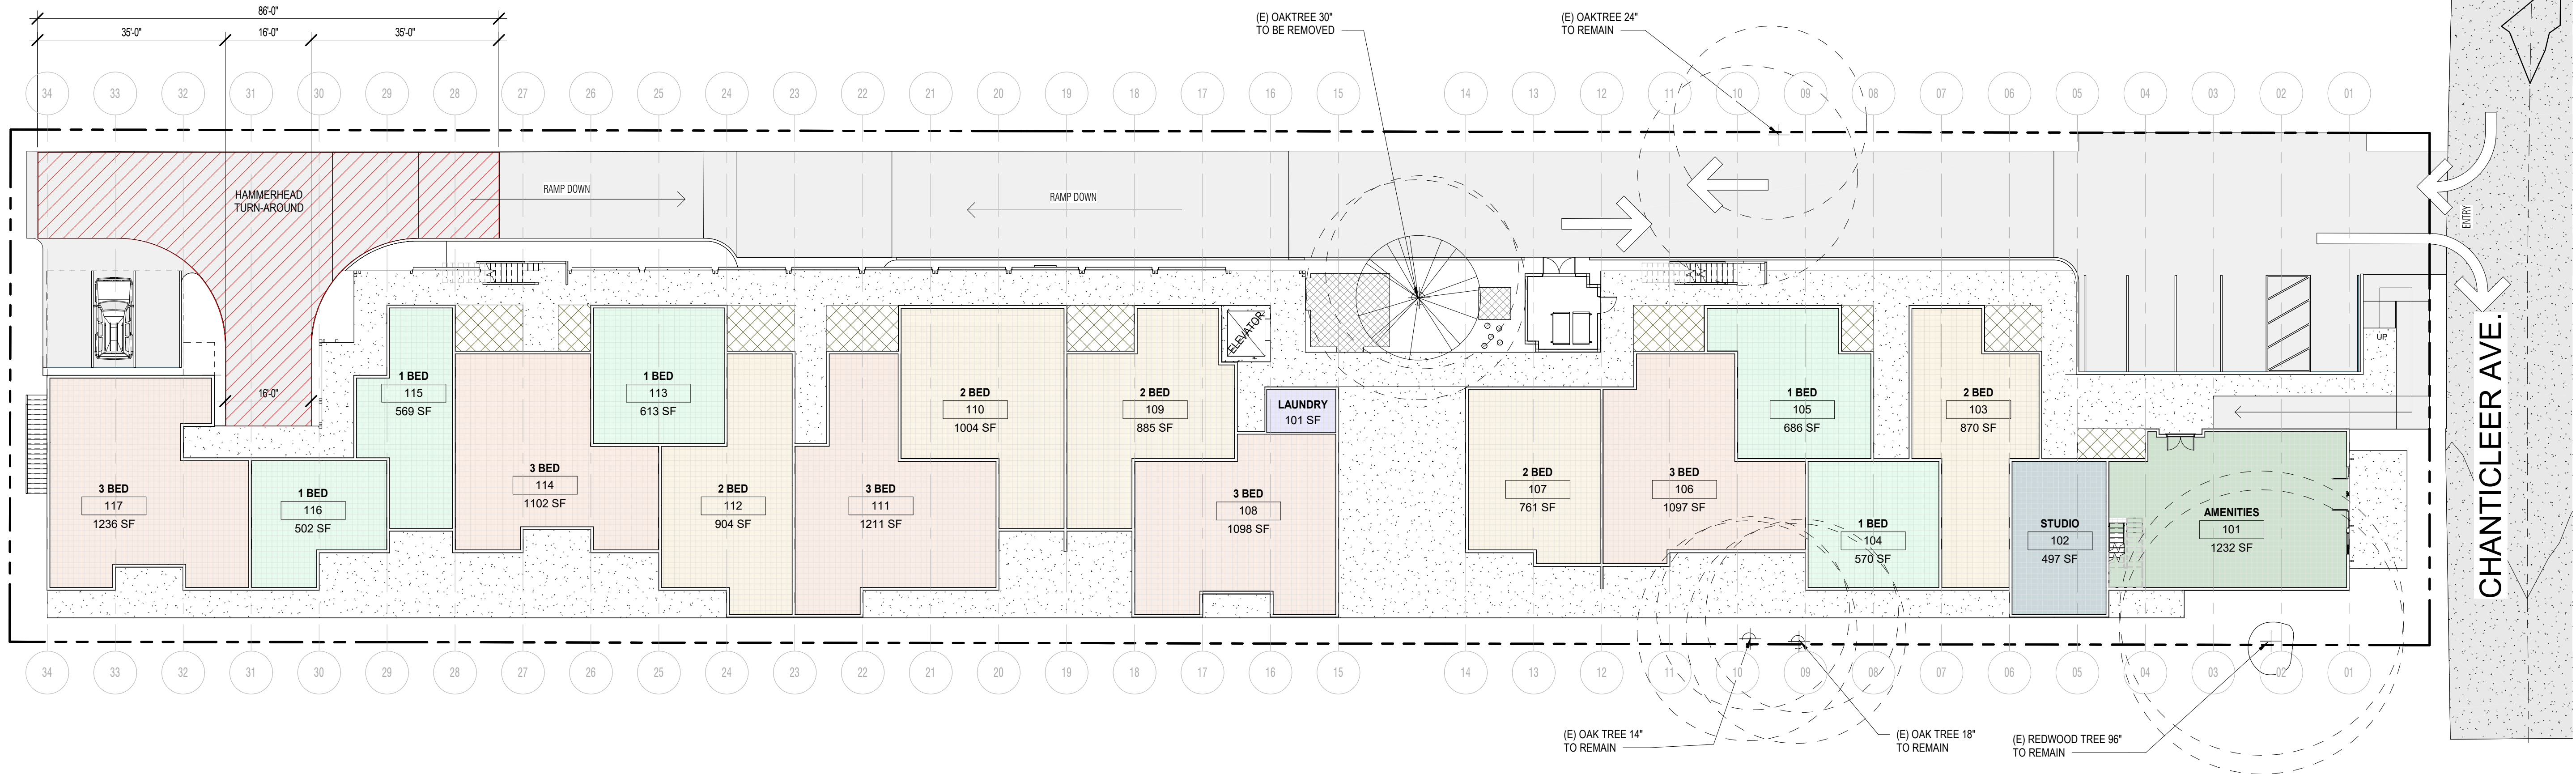 86'-0"
35'-0"
16'-0"
35'-0"
(E) OAKTREE 30"
TO BE REMOVED
(E) OAKTREE 24"
TO REMAIN
34
33
32
31
30
29
28
27
26
25
24
23
22
21
20
19
18
17
16
15
14
13
12
11
10
09
08
07
06
05
04
03
02
01
HAMMERHEAD
TURN-AROUND
RAMP DOWN
RAMP DOWN
ENTRY
CHANTICLEER AVE.
ELEVATOR
UP
16'-0"
3 BED
117
1236 SF
1 BED
116
502 SF
1 BED
115
569 SF
3 BED
114
1102 SF
1 BED
113
613 SF
2 BED
112
904 SF
3 BED
111
1211 SF
2 BED
110
1004 SF
2 BED
109
885 SF
LAUNDRY
101 SF
3 BED
108
1098 SF
2 BED
107
761 SF
3 BED
106
1097 SF
1 BED
105
686 SF
1 BED
104
570 SF
2 BED
103
870 SF
STUDIO
102
497 SF
AMENITIES
101
1232 SF
34
33
32
31
30
29
28
27
26
25
24
23
22
21
20
19
18
17
16
15
14
13
12
11
10
09
08
07
06
05
04
03
02
01
(E) OAK TREE 14"
TO REMAIN
(E) OAK TREE 18"
TO REMAIN
(E) REDWOOD TREE 96"
TO REMAIN